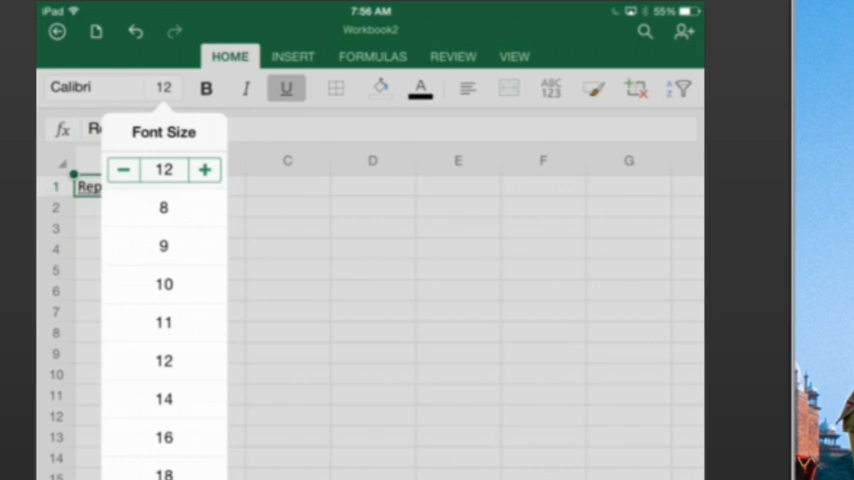 iPad 7:56 AM 55%
Workbook2
HOME INSERT FORMULAS REVIEW VIEW
Calibri 12 B I U A ABC 123 A Z
Font Size
fx R
12
C D E F G
1 Rep
2 8
3
4 9
5
6 10
7
8 11
9
10 12
11 14
12
13 16
14
15 18